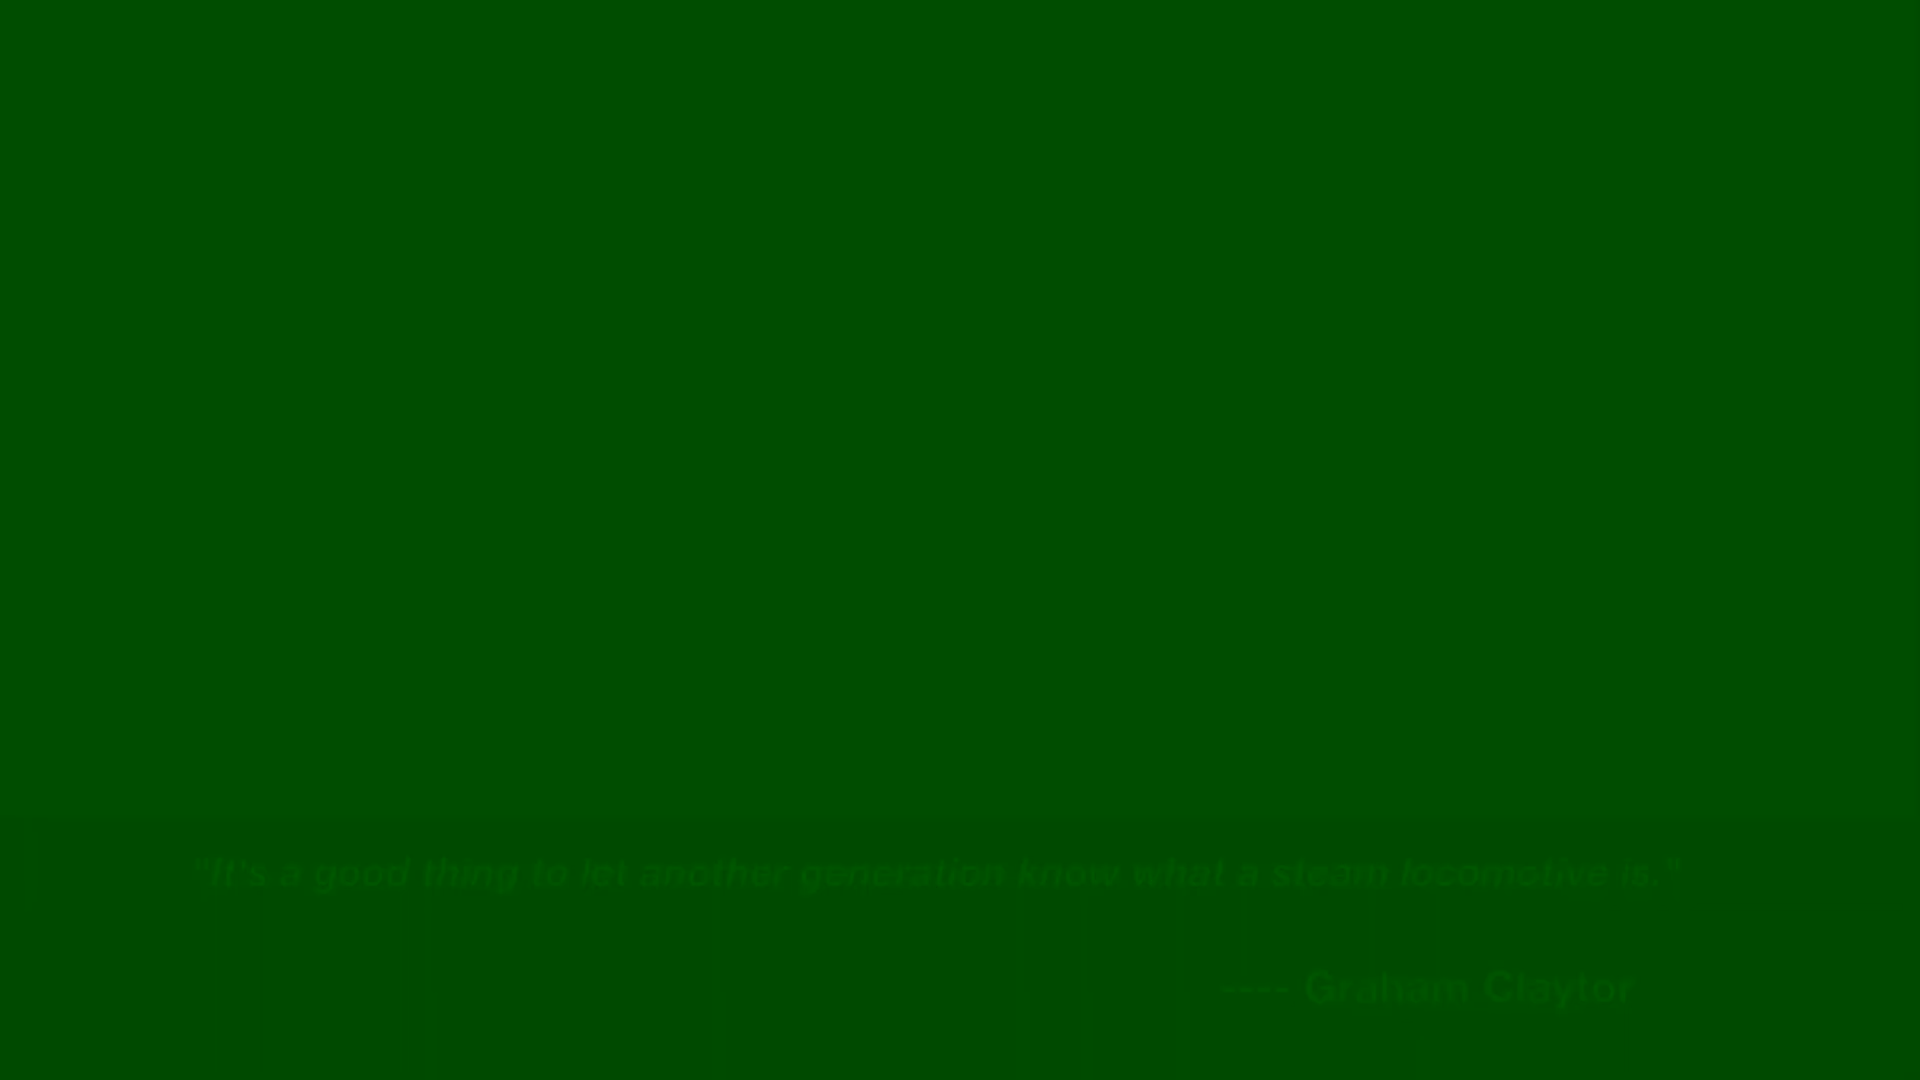 "It's a good thing to let another generation know what a steam locomotive is."
---- Graham Claytor